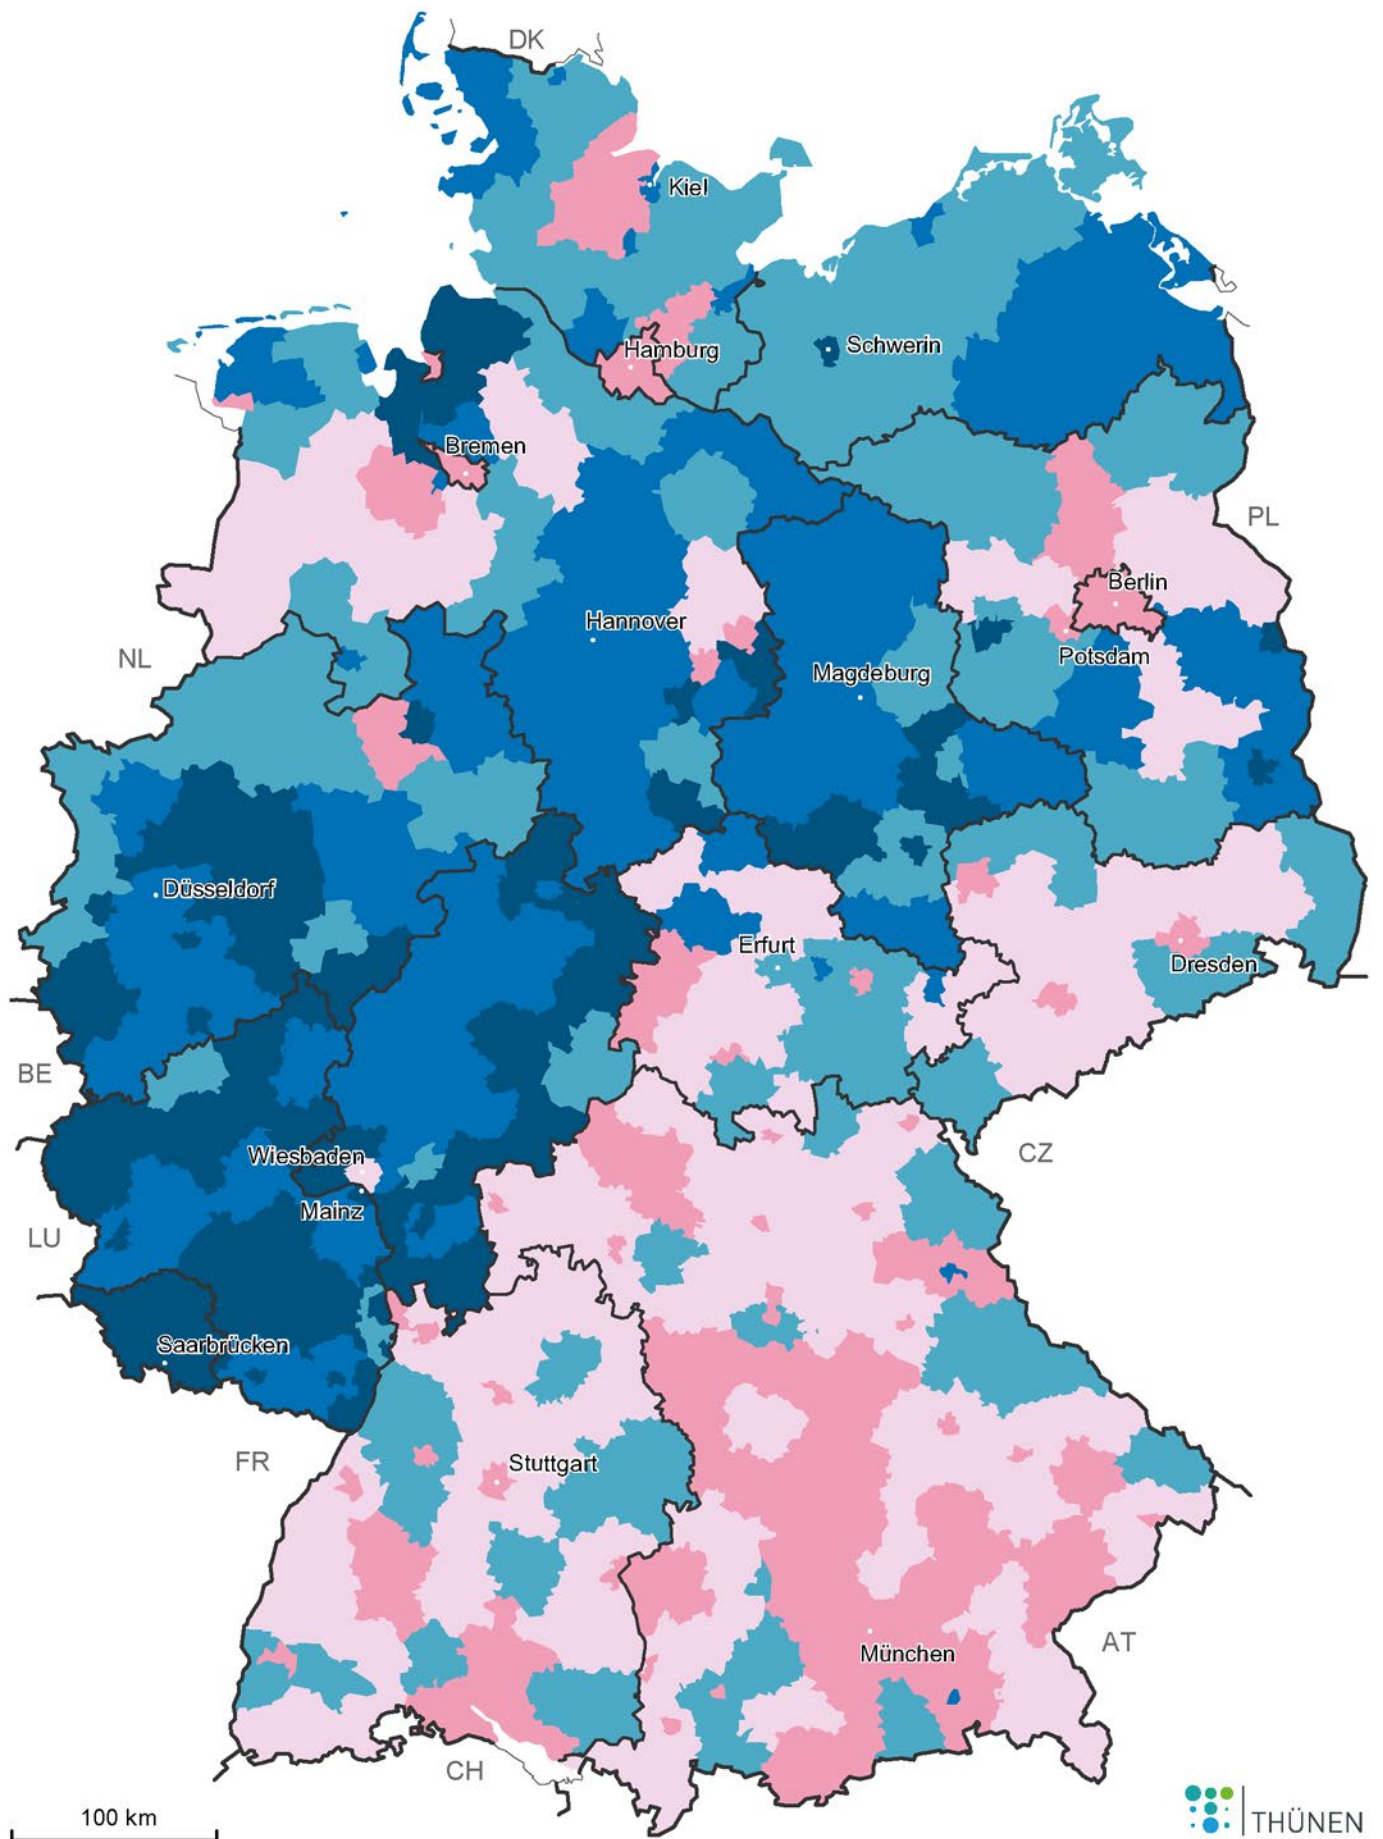 DK
Kiel
Schwerin
Hamburg
Bremen
PL
Berlin
Hannover
NL
Potsdam
Magdeburg
Düsseldorf
Erfurt
Dresden
BE
CZ
Wiesbaden
Mainz
LU
Saarbrücken
FR
Stuttgart
AT
München
CH
100 km
THÜNEN